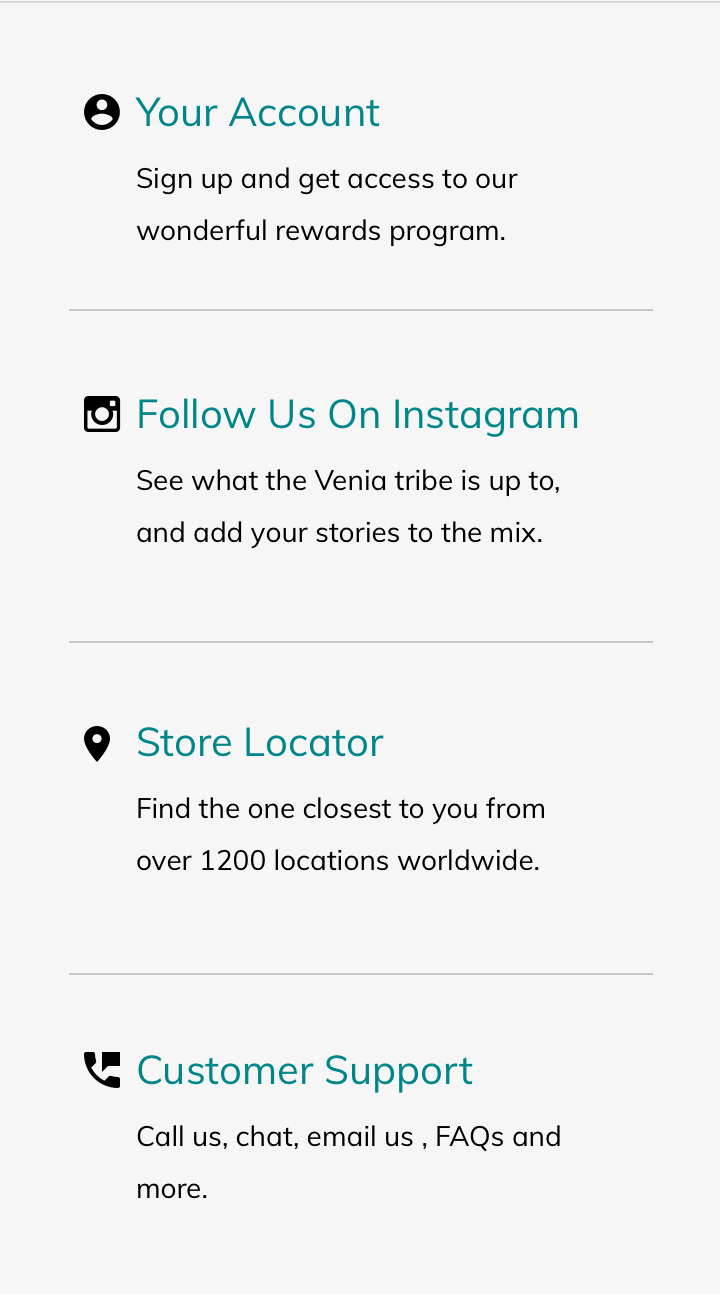 Your Account
Sign up and get access to our
wonderful rewards program.
Follow Us On Instagram
See what the Venia tribe is up to,
and add your stories to the mix.
Store Locator
Find the one closest to you from
over 1200 locations worldwide.
Customer Support
Call us, chat, email us , FAQs and
more.